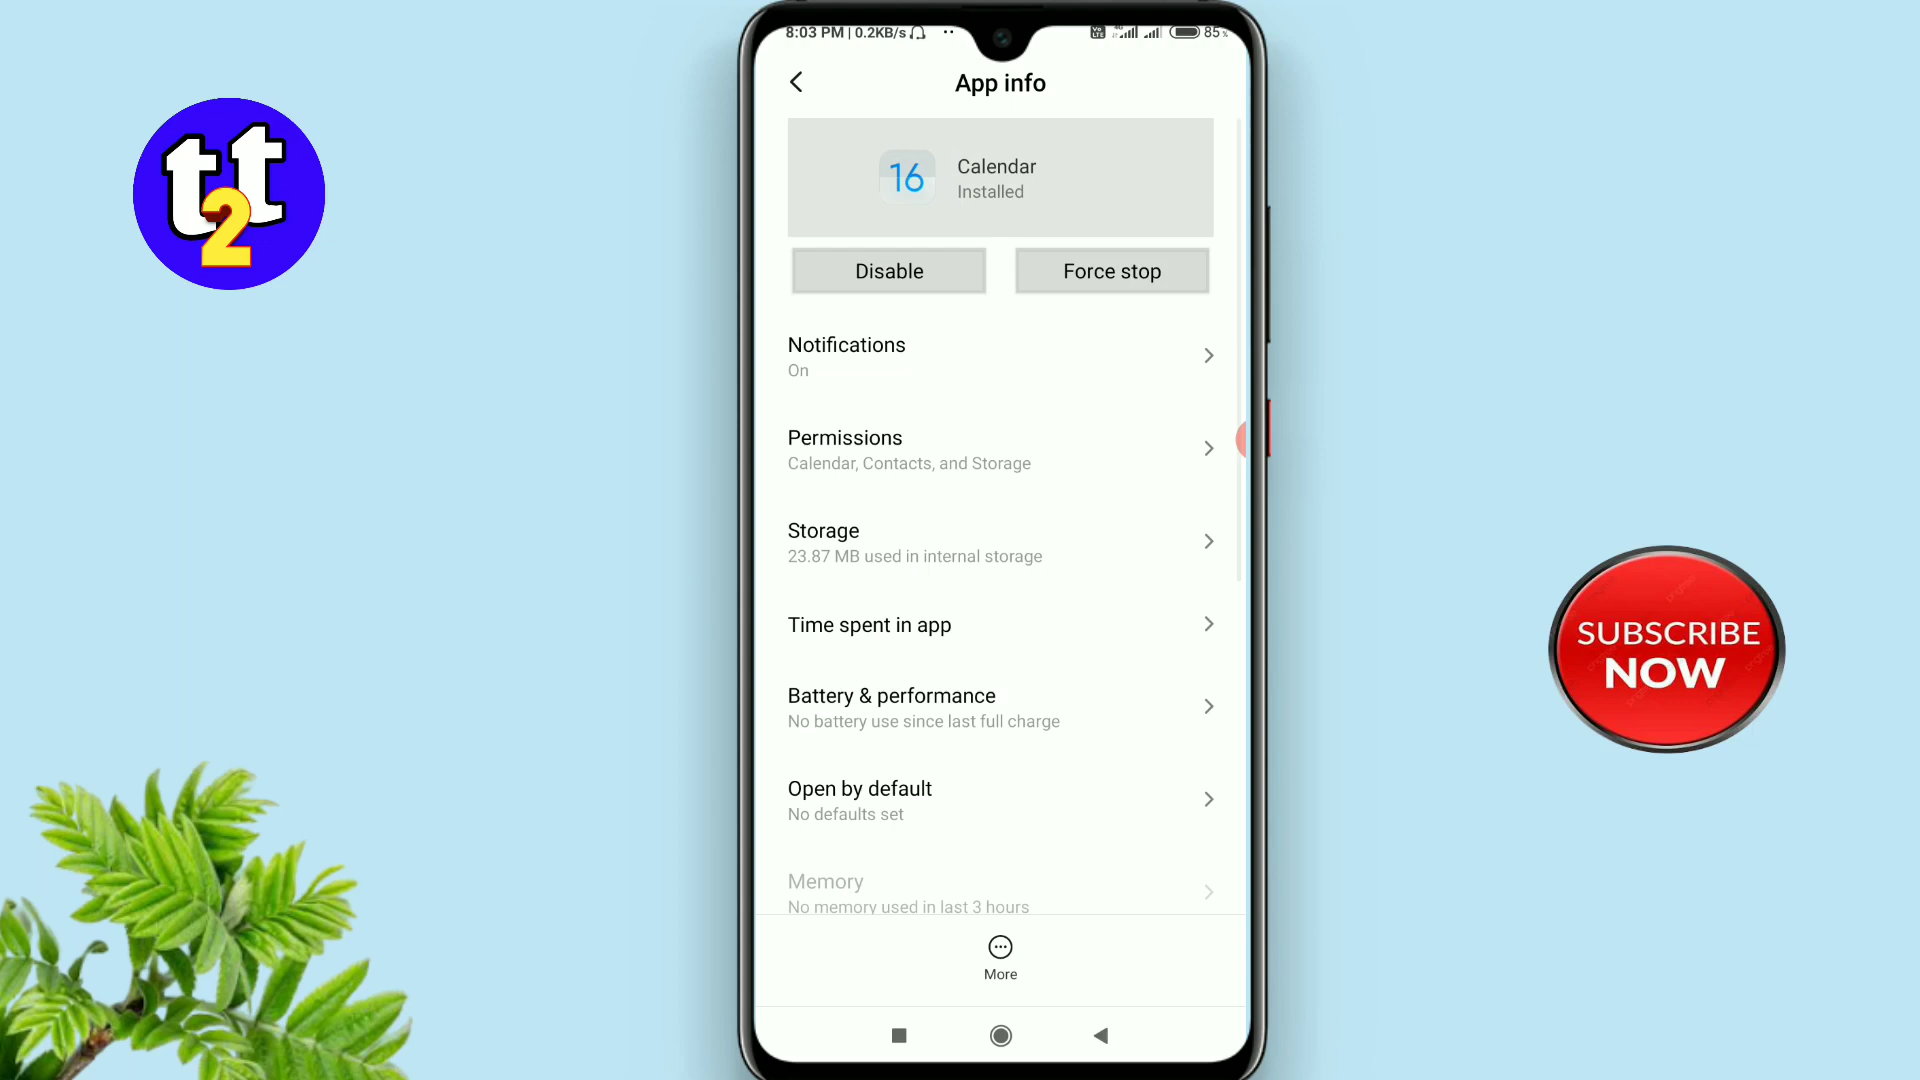 8:03 PM | 0.2KB/s
Vo LTE
4G
85%
App info
16
Calendar
Installed
Disable
Force stop
Notifications
On
Permissions
Calendar, Contacts, and Storage
Storage
23.87 MB used in internal storage
Time spent in app
Battery & performance
No battery use since last full charge
Open by default
No defaults set
Memory
No memory used in last 3 hours
More
t2t
SUBSCRIBE
NOW